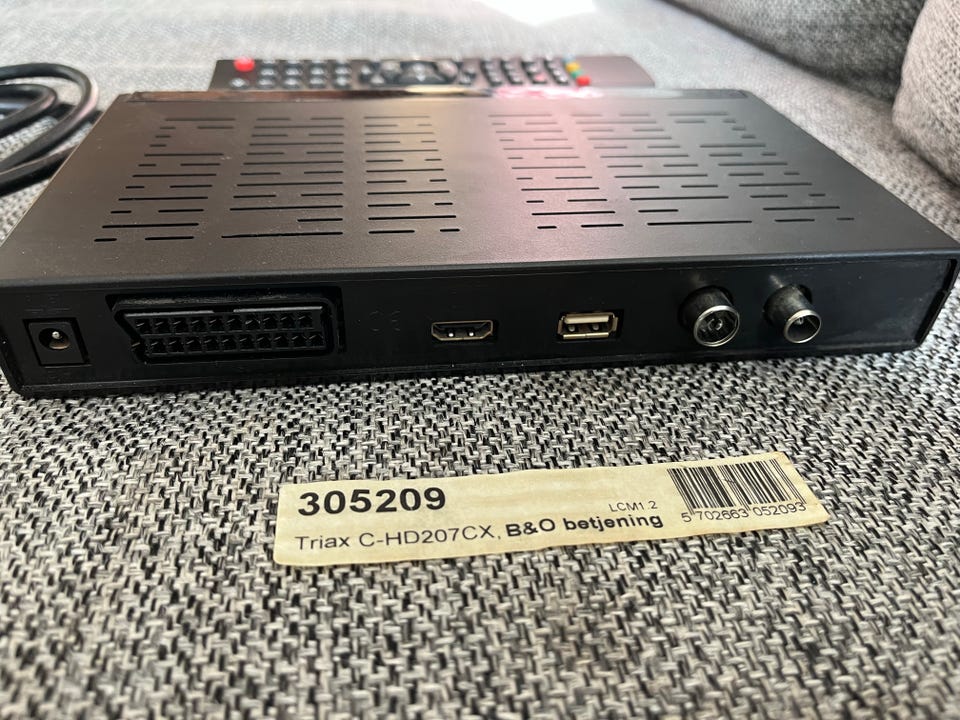 305209
LCM1.2
Triax C-HD207CX, B&O betjening
5 702663 052093